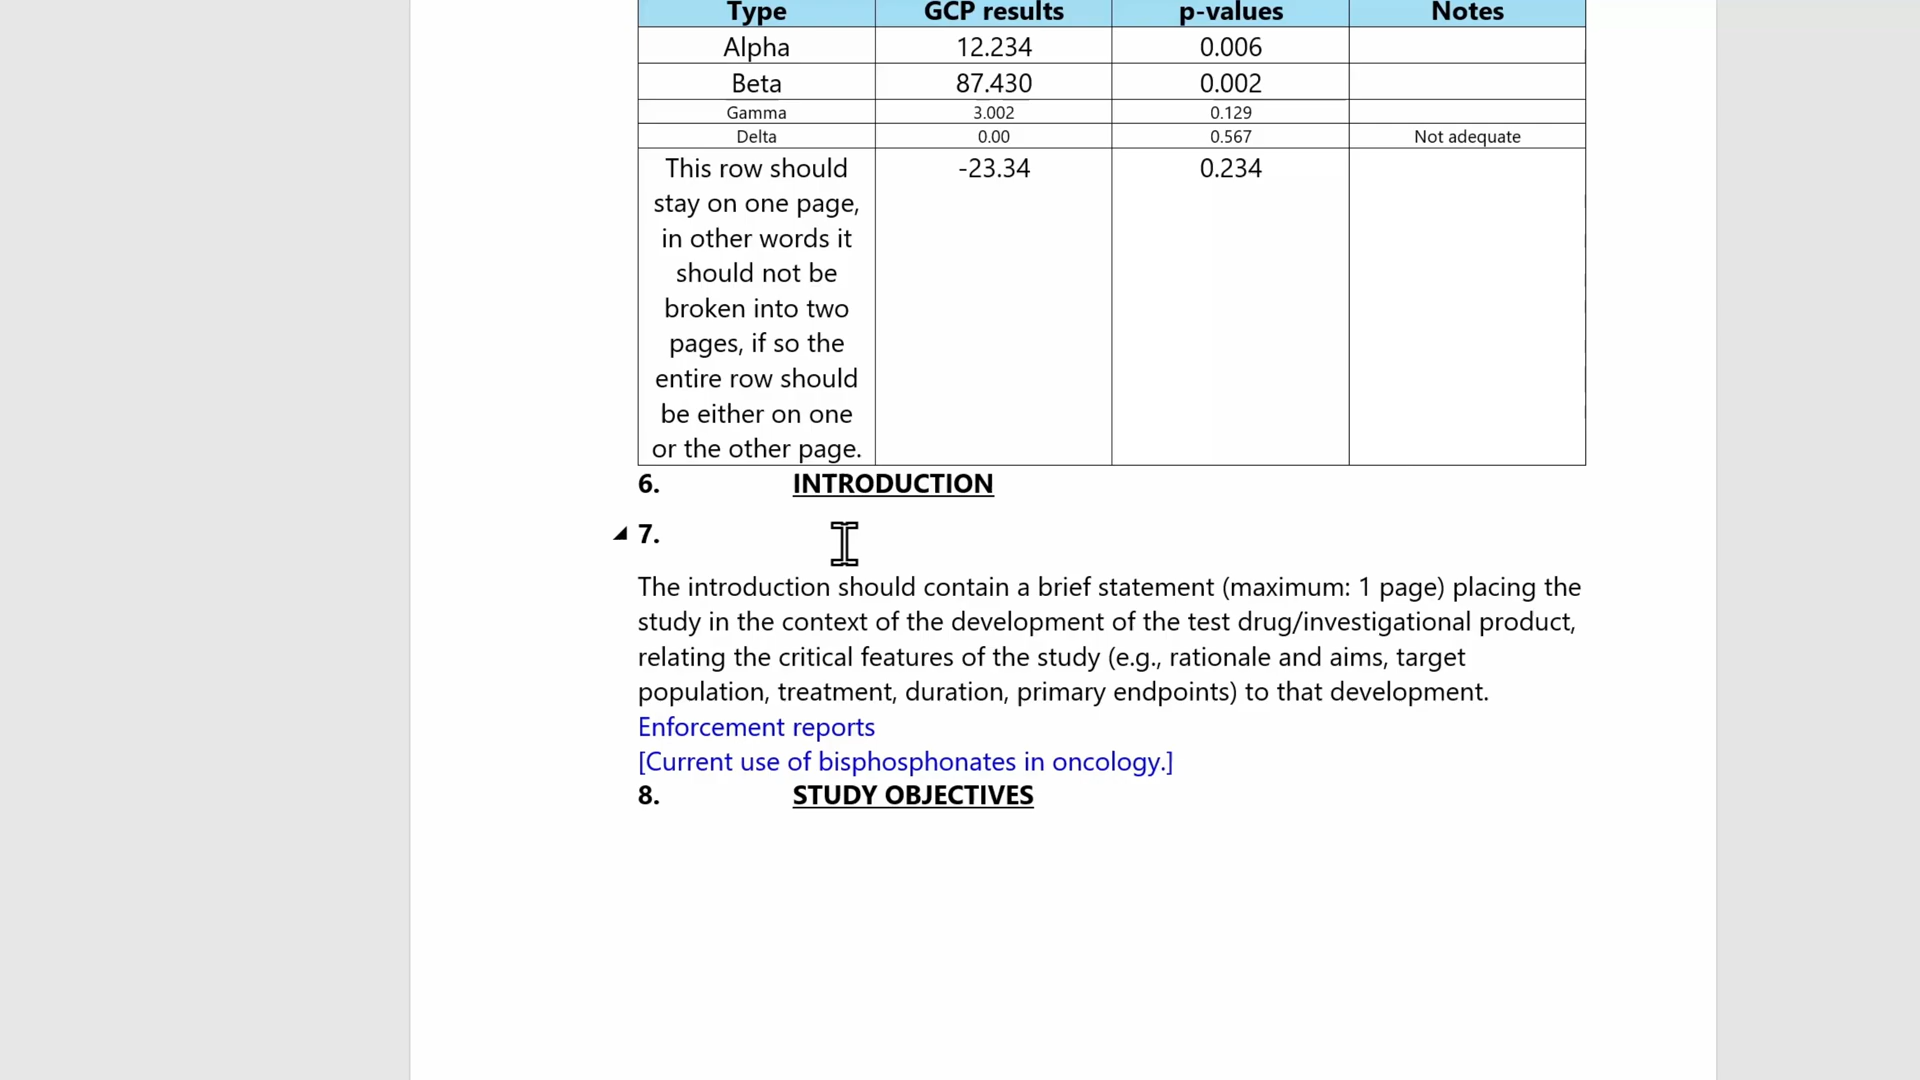 Type GCP results p-values Notes
Alpha 12.234 0.006
Beta 87.430 0.002
Gamma 3.002 0.129
Delta 0.00 0.567 Not adequate
This row should -23.34 0.234
stay on one page,
in other words it
should not be
broken into two
pages, if so the
entire row should
be either on one
or the other page.
6. INTRODUCTION
7.
The introduction should contain a brief statement (maximum: 1 page) placing the
study in the context of the development of the test drug/investigational product,
relating the critical features of the study (e.g., rationale and aims, target
population, treatment, duration, primary endpoints) to that development.
Enforcement reports
[Current use of bisphosphonates in oncology.]
8. STUDY OBJECTIVES